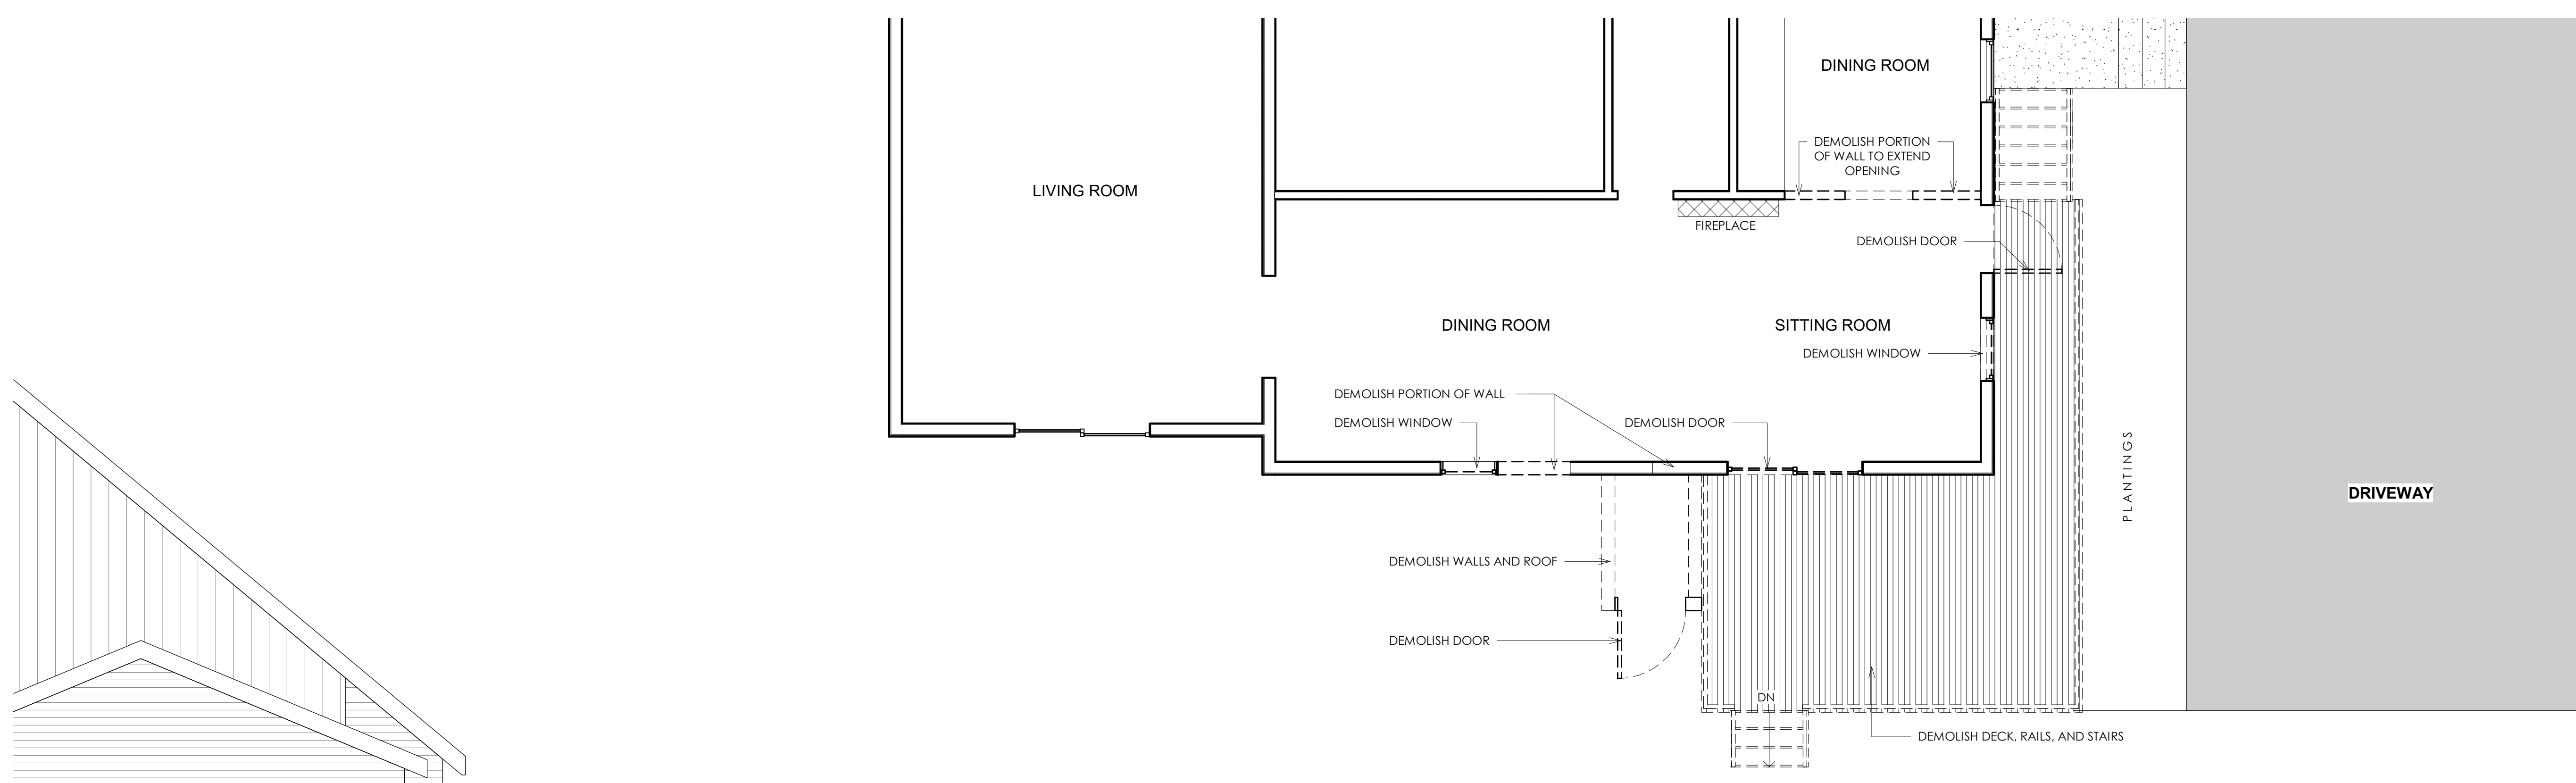 DINING ROOM
DEMOLISH PORTION
OF WALL TO EXTEND
OPENING
LIVING ROOM
FIREPLACE
DEMOLISH DOOR
DINING ROOM
SITTING ROOM
DEMOLISH WINDOW
DEMOLISH PORTION OF WALL
DEMOLISH WINDOW
DEMOLISH DOOR
PLANTINGS
DRIVEWAY
DEMOLISH WALLS AND ROOF
DEMOLISH DOOR
DN
DEMOLISH DECK, RAILS, AND STAIRS